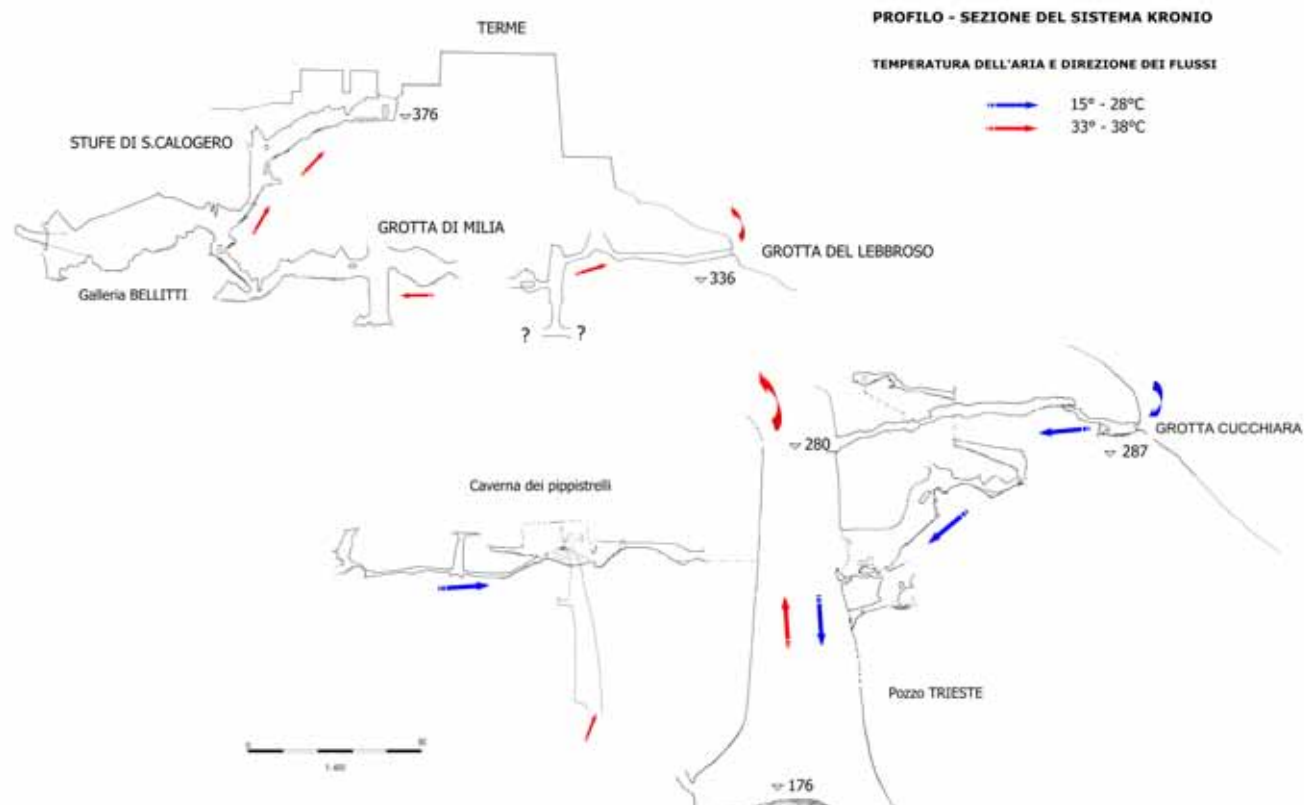 PROFILO - SEZIONE DEL SISTEMA KRONIO
TERME
TEMPERATURA DELL'ARIA E DIREZIONE DEI FLUSSI
15° - 28°C
33° - 38°C
376
STUFE DI S.CALOGERO
GROTTA DI MILIA
GROTTA DEL LEBBROSO
336
Galleria BELLITTI
? ?
280
GROTTA CUCCHIARA
287
Caverna dei pippistrelli
Pozzo TRIESTE
0
176